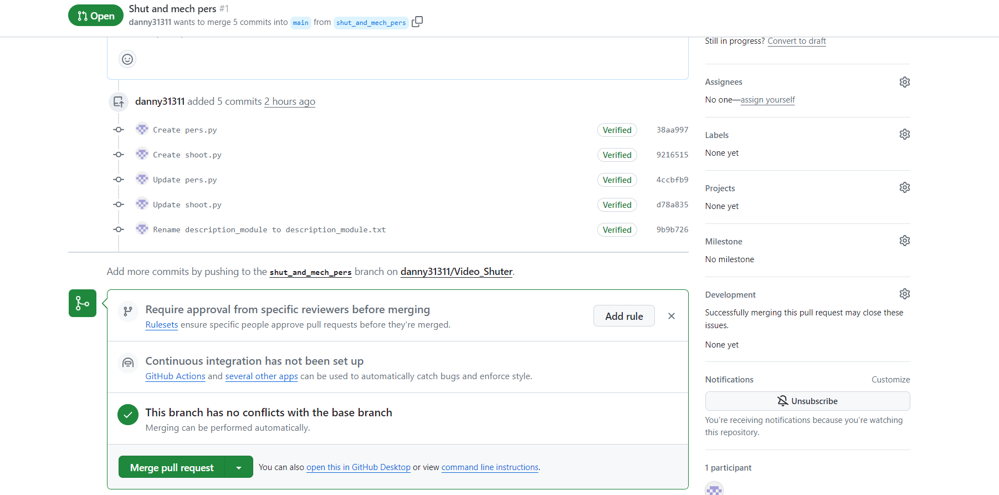 Open
Shut and mech pers #1
danny31311 wants to merge 5 commits into main from shut_and_mech_pers
danny31311 added 5 commits 2 hours ago
Create pers.py Verified 38aa997
Create shoot.py Verified 9216515
Update pers.py Verified 4ccbfb9
Update shoot.py Verified d78a835
Rename description_module to description_module.txt Verified 9b9b726
Add more commits by pushing to the shut_and_mech_pers branch on danny31311/Video_Shuter.
Require approval from specific reviewers before merging
Rulesets ensure specific people approve pull requests before they're merged.
Add rule
Continuous integration has not been set up
GitHub Actions and several other apps can be used to automatically catch bugs and enforce style.
This branch has no conflicts with the base branch
Merging can be performed automatically.
Merge pull request
You can also open this in GitHub Desktop or view command line instructions.
Still in progress? Convert to draft
Assignees
No one—assign yourself
Labels
None yet
Projects
None yet
Milestone
No milestone
Development
Successfully merging this pull request may close these
issues.
None yet
Notifications Customize
Unsubscribe
You're receiving notifications because you're watching
this repository.
1 participant